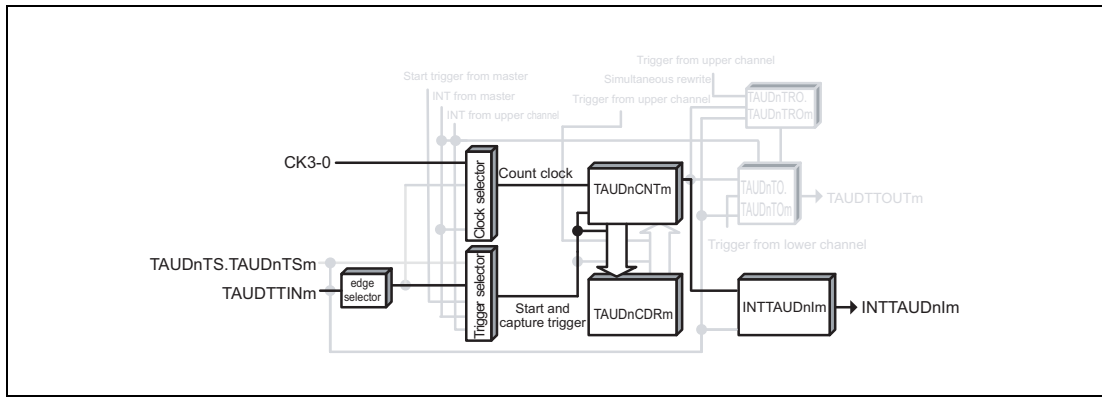 Trigger from upper channel
Start trigger from master
Simultaneous rewrite
INT from master
Trigger from upper channel
INT from upper channel
TAUDnTRO.
TAUDnTROm
CK3-0
Clock selector
Count clock
TAUDnCNTm
TAUDnTO.
TAUDnTOm
TAUDTTOUTm
Trigger from lower channel
TAUDnTS.TAUDnTSm
TAUDTTINm
edge
selector
Trigger selector
Start and
capture trigger
TAUDnCDRm
INTTAUDnIm
INTTAUDnIm